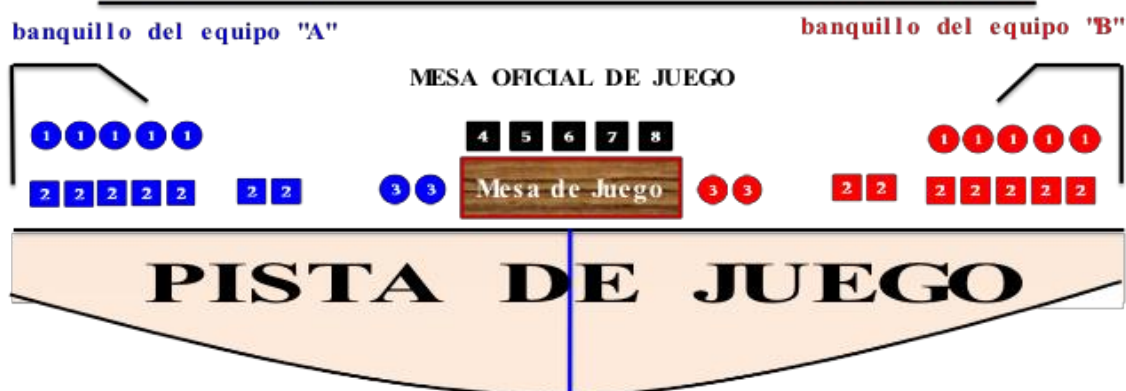 banquillo del equipo "A"
banquillo del equipo "B"
MESA OFICIAL DE JUEGO
1 1 1 1 1
4 5 6 7 8
1 1 1 1 1
2 2 2 2 2
2 2
3 3
Mesa de Juego
3 3
2 2
2 2 2 2 2
PISTA DE JUEGO